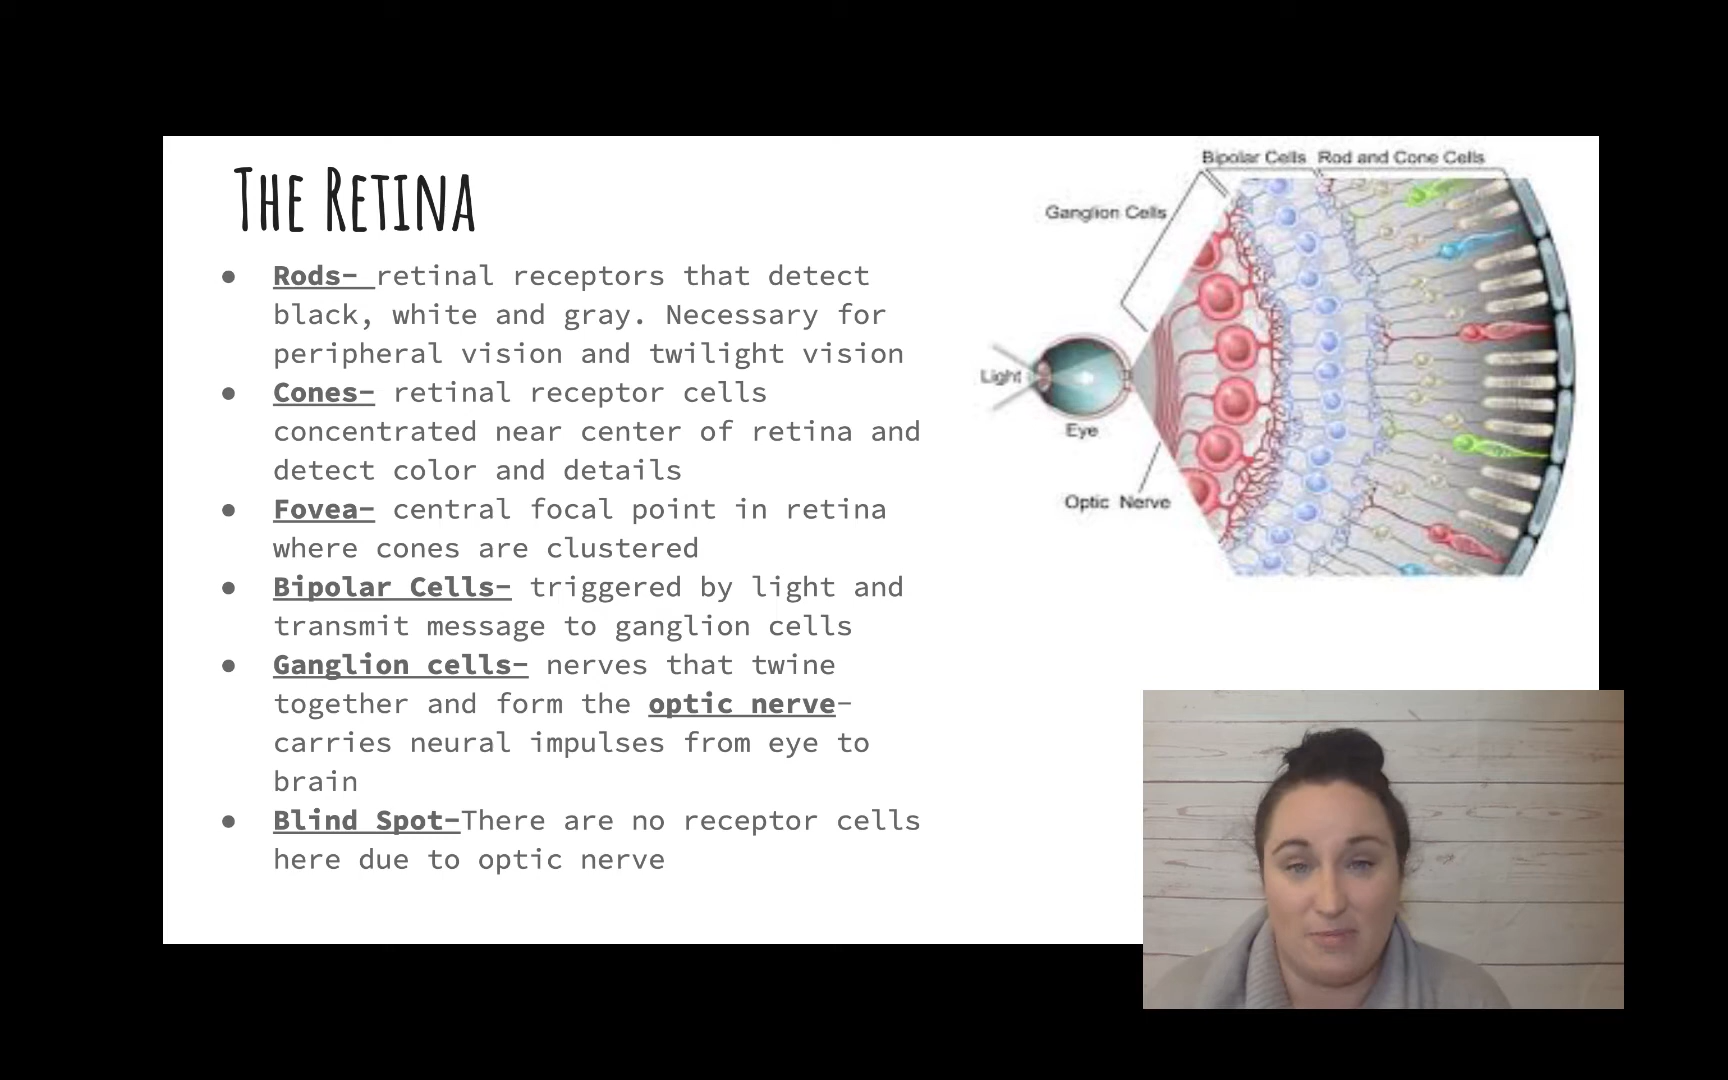 The Retina
● Rods- retinal receptors that detect
black, white and gray. Necessary for
peripheral vision and twilight vision
● Cones- retinal receptor cells
concentrated near center of retina and
detect color and details
● Fovea- central focal point in retina
where cones are clustered
● Bipolar Cells- triggered by light and
transmit message to ganglion cells
● Ganglion cells- nerves that twine
together and form the optic nerve-
carries neural impulses from eye to
brain
● Blind Spot-There are no receptor cells
here due to optic nerve
Bipolar Cells Rod and Cone Cells
Ganglion Cells
Light
Eye
Optic Nerve